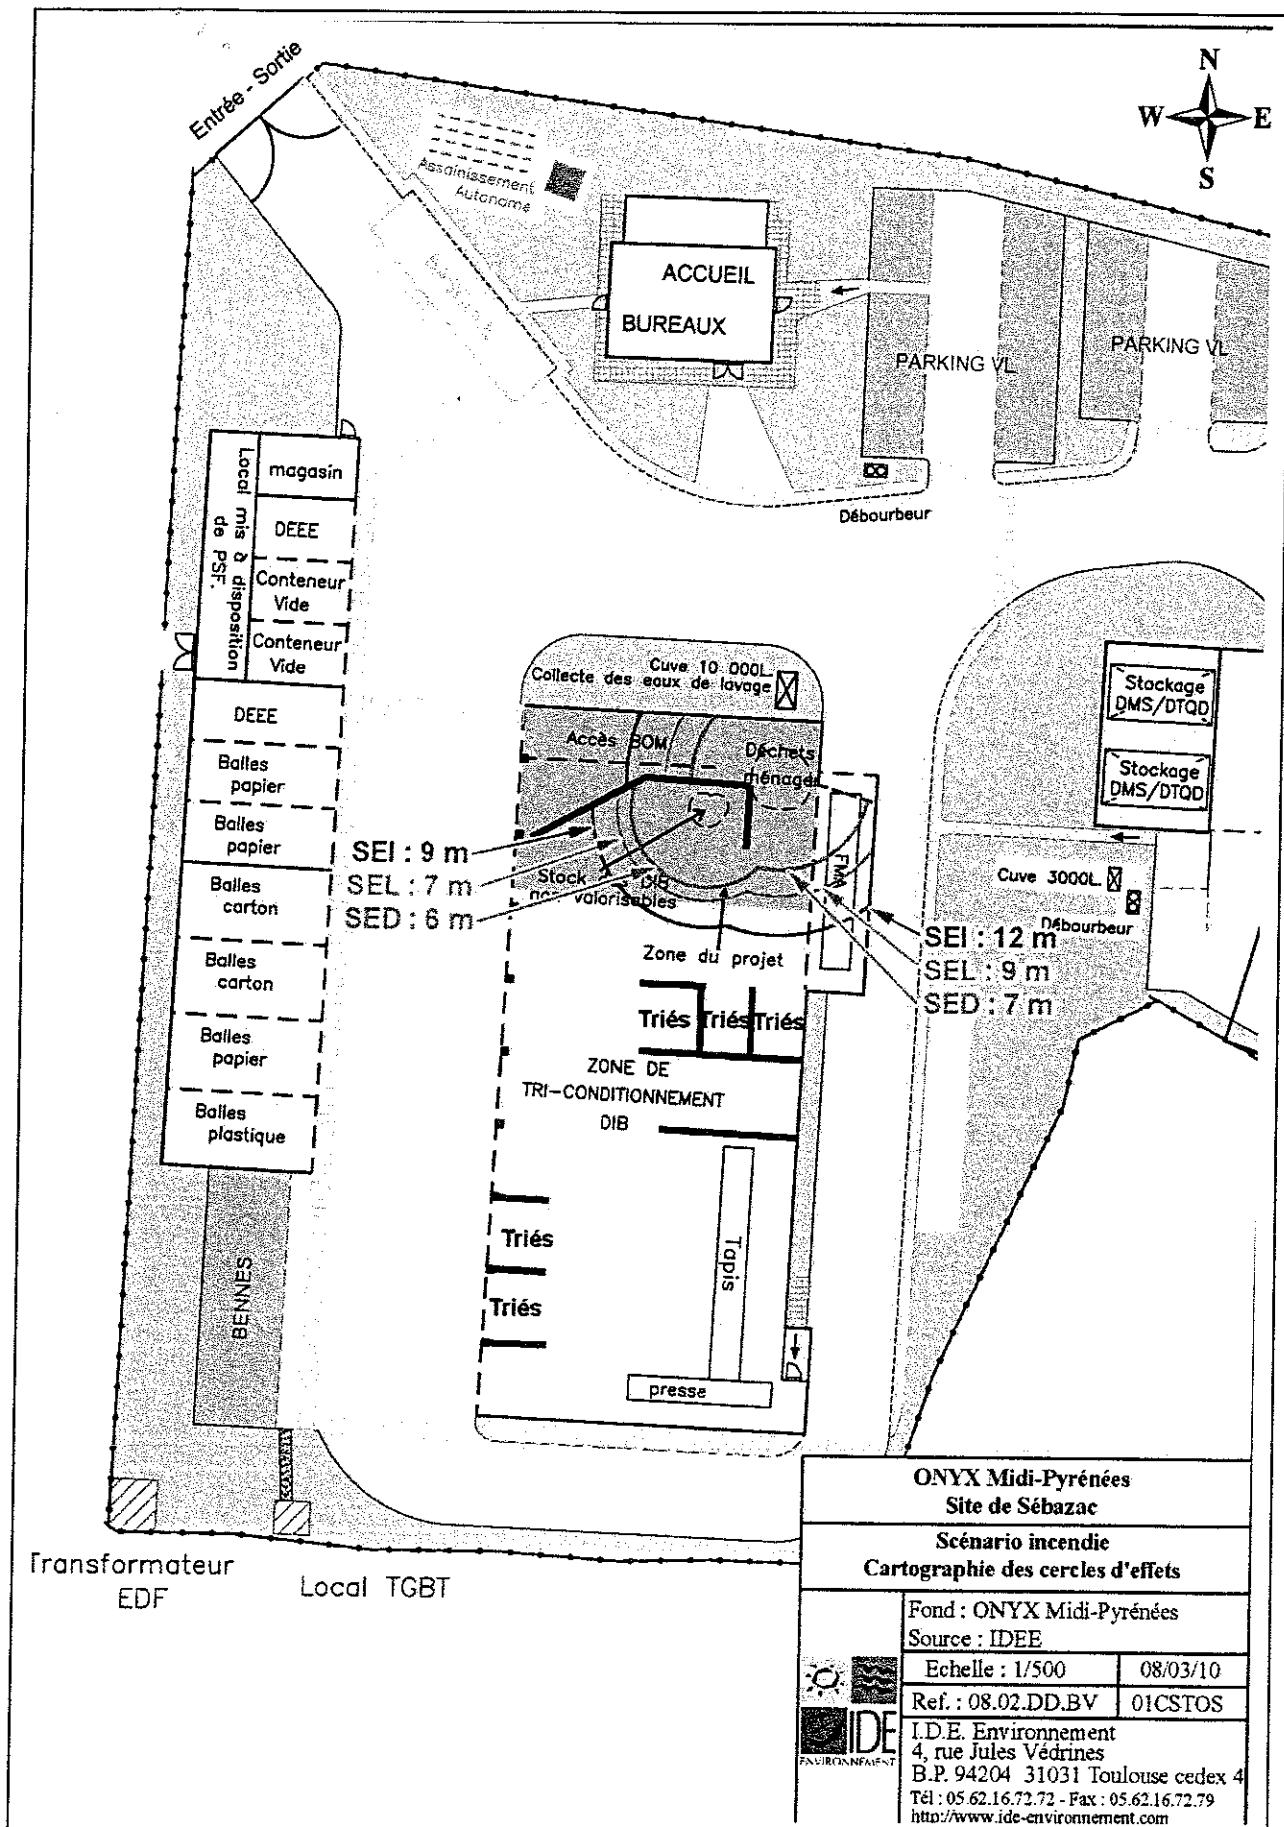 N
W E
S
Entrée - Sortie
Assainissement
Autonome
ACCUEIL
BUREAUX
PARKING VL
PARKING VL
Débourbeur
Local mis à disposition
de PSF.
magasin
DEEE
Conteneur
Vide
Conteneur
Vide
DEEE
Balles
papier
Balles
papier
Balles
carton
Balles
carton
Balles
papier
Balles
plastique
BENNES
Cuve 10 000L
Collecte des eaux de lavage
Accès BOM
Déchets
ménager
Stock DIB
non valorisables
FMA
SEI : 9 m
SEL : 7 m
SED : 6 m
Stockage
DMS/DTQD
Stockage
DMS/DTQD
Cuve 3000L
Débourbeur
SEI : 12 m
SEL : 9 m
SED : 7 m
Zone du projet
Triés Triés Triés
ZONE DE
TRI-CONDITIONNEMENT
DIB
Triés
Triés
Tapis
presse
Transformateur
EDF
Local TGBT
ONYX Midi-Pyrénées
Site de Sébazac
Scénario incendie
Cartographie des cercles d'effets
Fond : ONYX Midi-Pyrénées
Source : IDEE
Echelle : 1/500 08/03/10
Ref. : 08.02.DD.BV 01CSTOS
IDE
ENVIRONNEMENT
I.D.E. Environnement
4, rue Jules Védrines
B.P. 94204 31031 Toulouse cedex 4
Tél : 05.62.16.72.72 - Fax : 05.62.16.72.79
http://www.ide-environnement.com